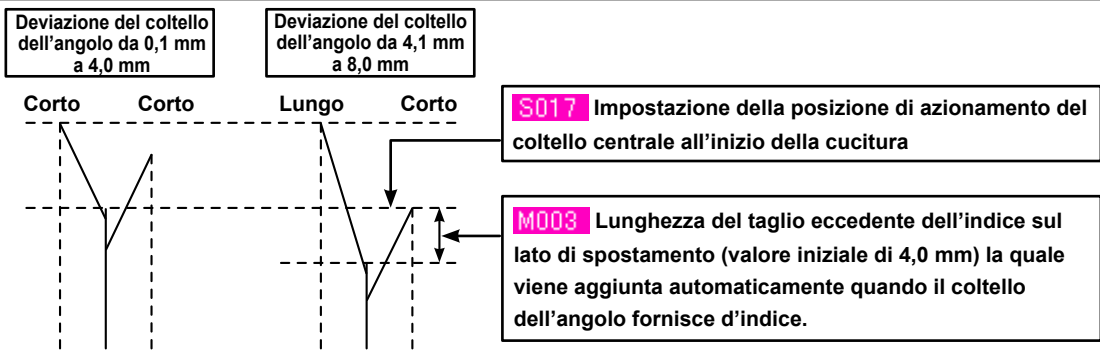 Deviazione del coltello
dell'angolo da 0,1 mm
a 4,0 mm
Deviazione del coltello
dell'angolo da 4,1 mm
a 8,0 mm
Corto Corto Lungo Corto
S017 Impostazione della posizione di azionamento del
coltello centrale all'inizio della cucitura
M003 Lunghezza del taglio eccedente dell'indice sul
lato di spostamento (valore iniziale di 4,0 mm) la quale
viene aggiunta automaticamente quando il coltello
dell'angolo fornisce d'indice.